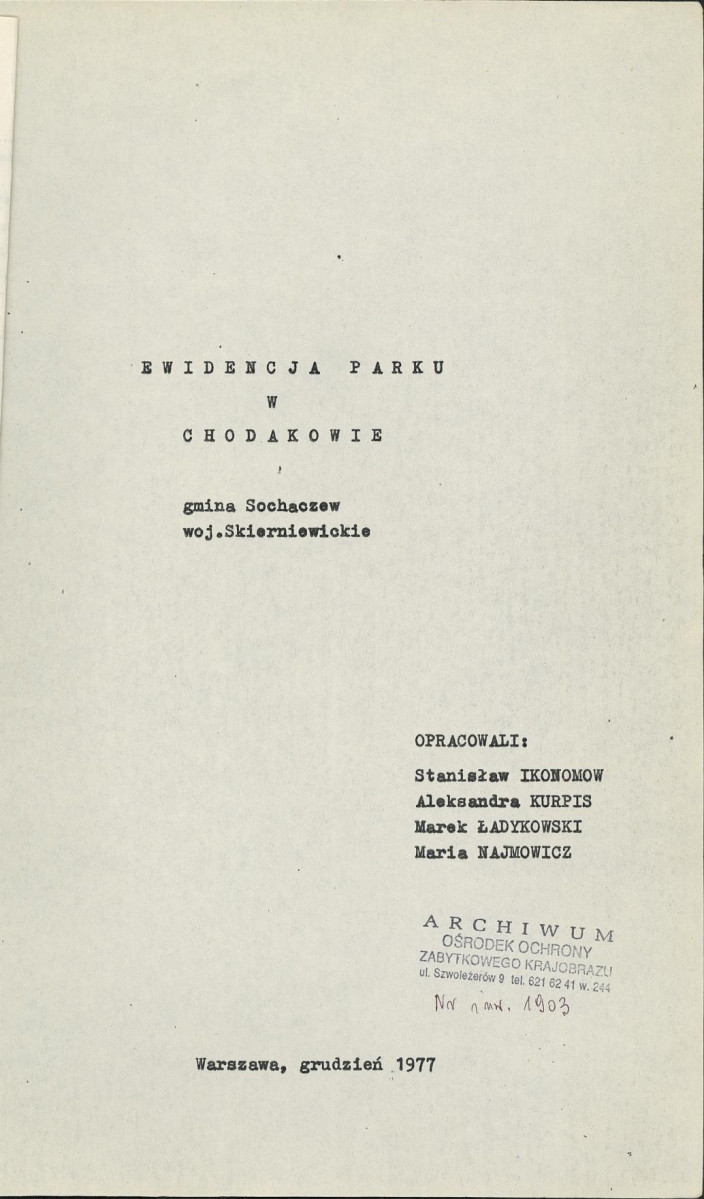 EWIDENCJA PARKU
W
CHODAKOWIE
gmina Sochaczew
woj.Skierniewickie
OPRACOWALI:
Stanisław IKONOMOW
Aleksandra KURPIS
Marek ŁADYKOWSKI
Maria NAJMOWICZ
ARCHIWUM
OŚRODEK OCHRONY
ZABYTKOWEGO KRAJOBRAZU
ul. Szwoleżerów 9 tel. 621 62 41 w. 244
Nr inw. 1903
Warszawa, grudzień 1977